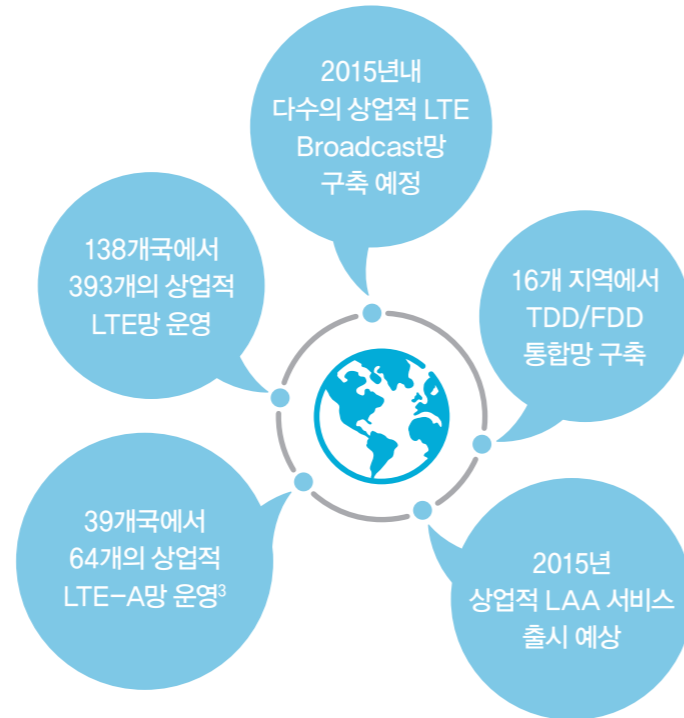 2015년내
다수의 상업적 LTE
Broadcast망
구축 예정
138개국에서
393개의 상업적
LTE망 운영
16개 지역에서
TDD/FDD
통합망 구축
39개국에서
64개의 상업적
LTE-A망 운영³
2015년
상업적 LAA 서비스
출시 예상